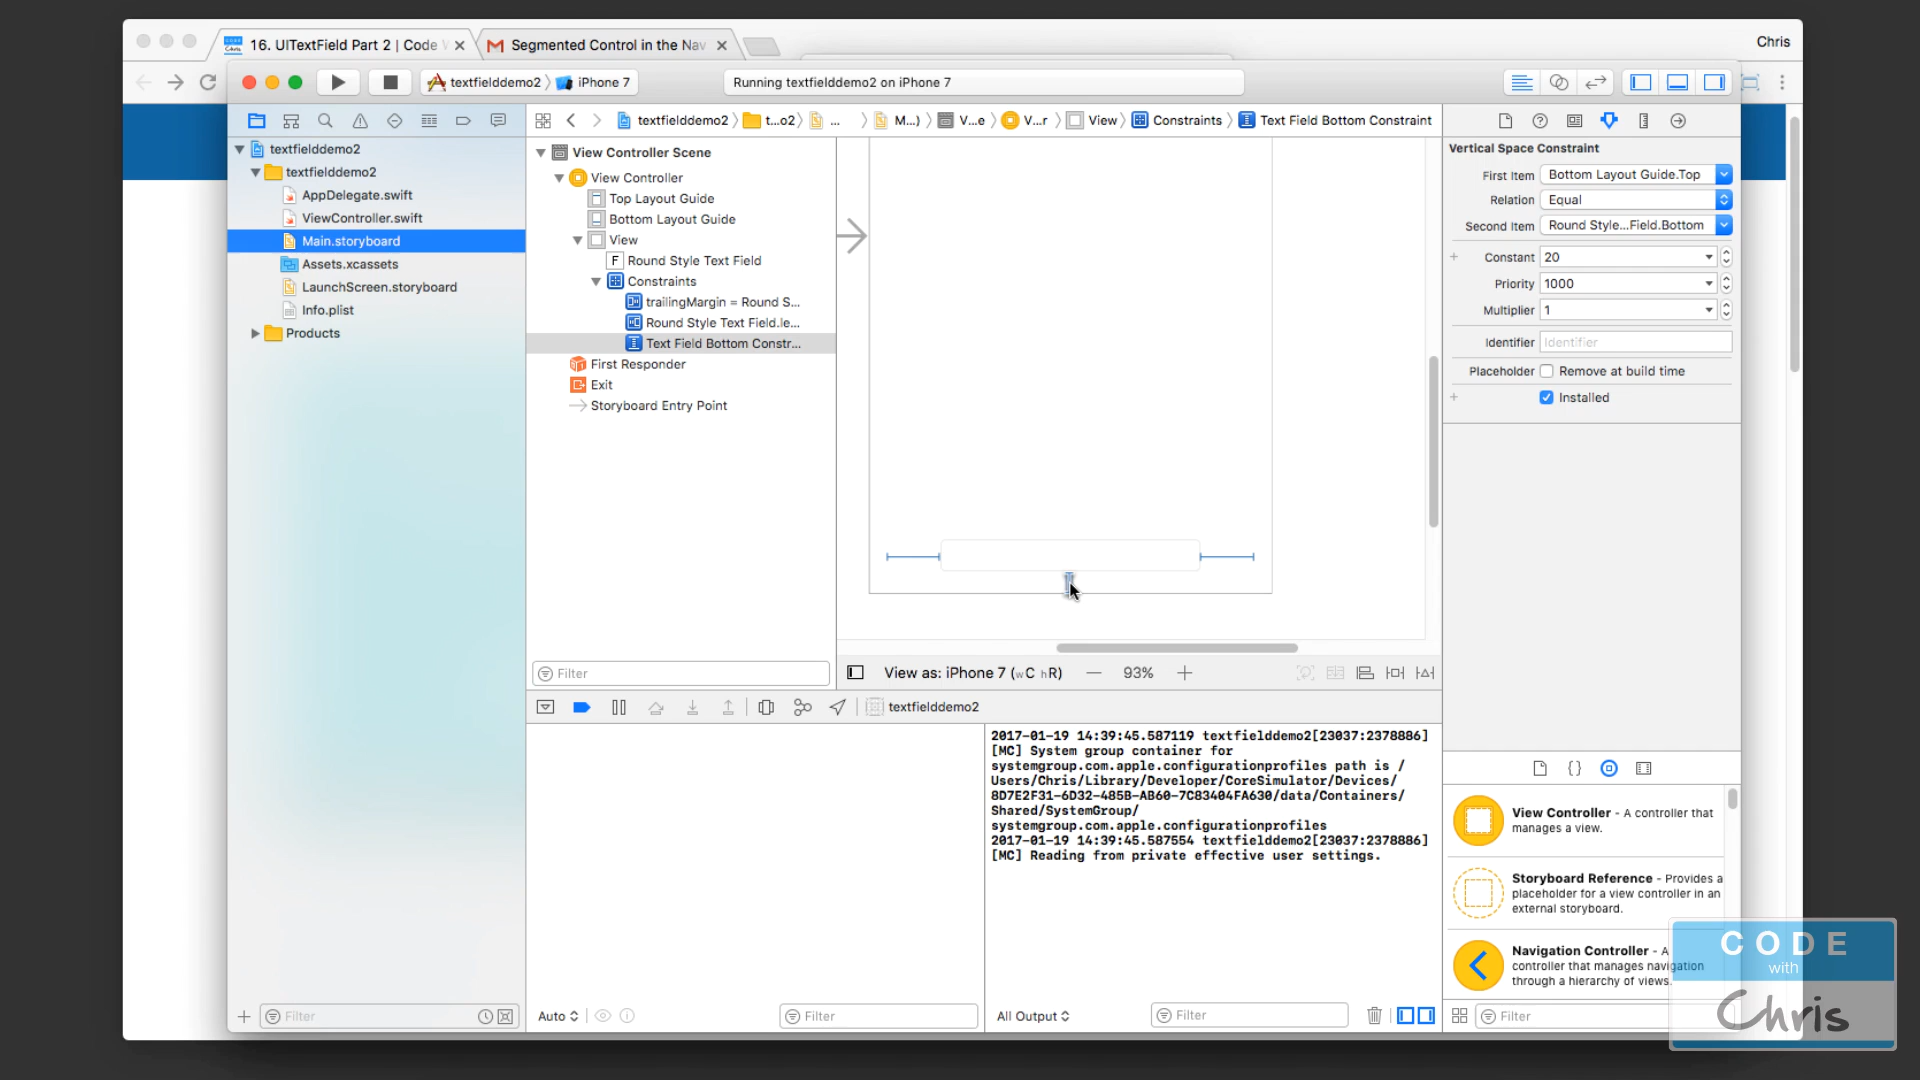 16. UITextField Part 2 | Code W
Segmented Control in the Nav
Chris
textfielddemo2
iPhone 7
Running textfielddemo2 on iPhone 7
textfielddemo2
t...o2
...
M...)
V...e
V...r
View
Constraints
Text Field Bottom Constraint
textfielddemo2
textfielddemo2
AppDelegate.swift
ViewController.swift
Main.storyboard
Assets.xcassets
LaunchScreen.storyboard
Info.plist
Products
Filter
View Controller Scene
View Controller
Top Layout Guide
Bottom Layout Guide
View
F Round Style Text Field
Constraints
trailingMargin = Round S...
Round Style Text Field.le...
Text Field Bottom Constr...
First Responder
Exit
Storyboard Entry Point
Filter
View as: iPhone 7 (wC hR) — 93% +
textfielddemo2
2017-01-19 14:39:45.587119 textfielddemo2[23037:2378886]
[MC] System group container for
systemgroup.com.apple.configurationprofiles path is /
Users/Chris/Library/Developer/CoreSimulator/Devices/
8D7E2F31-6D32-485B-AB60-7C83404FA630/data/Containers/
Shared/SystemGroup/
systemgroup.com.apple.configurationprofiles
2017-01-19 14:39:45.587554 textfielddemo2[23037:2378886]
[MC] Reading from private effective user settings.
Auto
Filter
All Output
Filter
Vertical Space Constraint
First Item Bottom Layout Guide.Top
Relation Equal
Second Item Round Style...Field.Bottom
+ Constant 20
Priority 1000
Multiplier 1
Identifier Identifier
Placeholder Remove at build time
+ Installed
View Controller - A controller that
manages a view.
Storyboard Reference - Provides a
placeholder for a view controller in an
external storyboard.
Navigation Controller - A
controller that manages navigation
through a hierarchy of views.
Filter
CODE
with
Chris